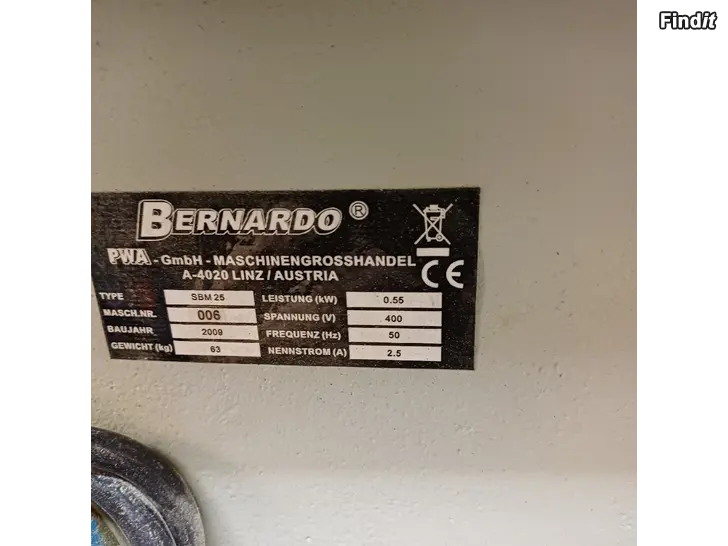 Findit
BERNARDO ®
PWA - GmbH - MASCHINENGROSSHANDEL
A-4020 LINZ / AUSTRIA
CE
TYPE SBM 25 LEISTUNG (kW) 0.55
MASCH.NR. 006 SPANNUNG (V) 400
BAUJAHR 2009 FREQUENZ (Hz) 50
GEWICHT (kg) 63 NENNSTROM (A) 2.5